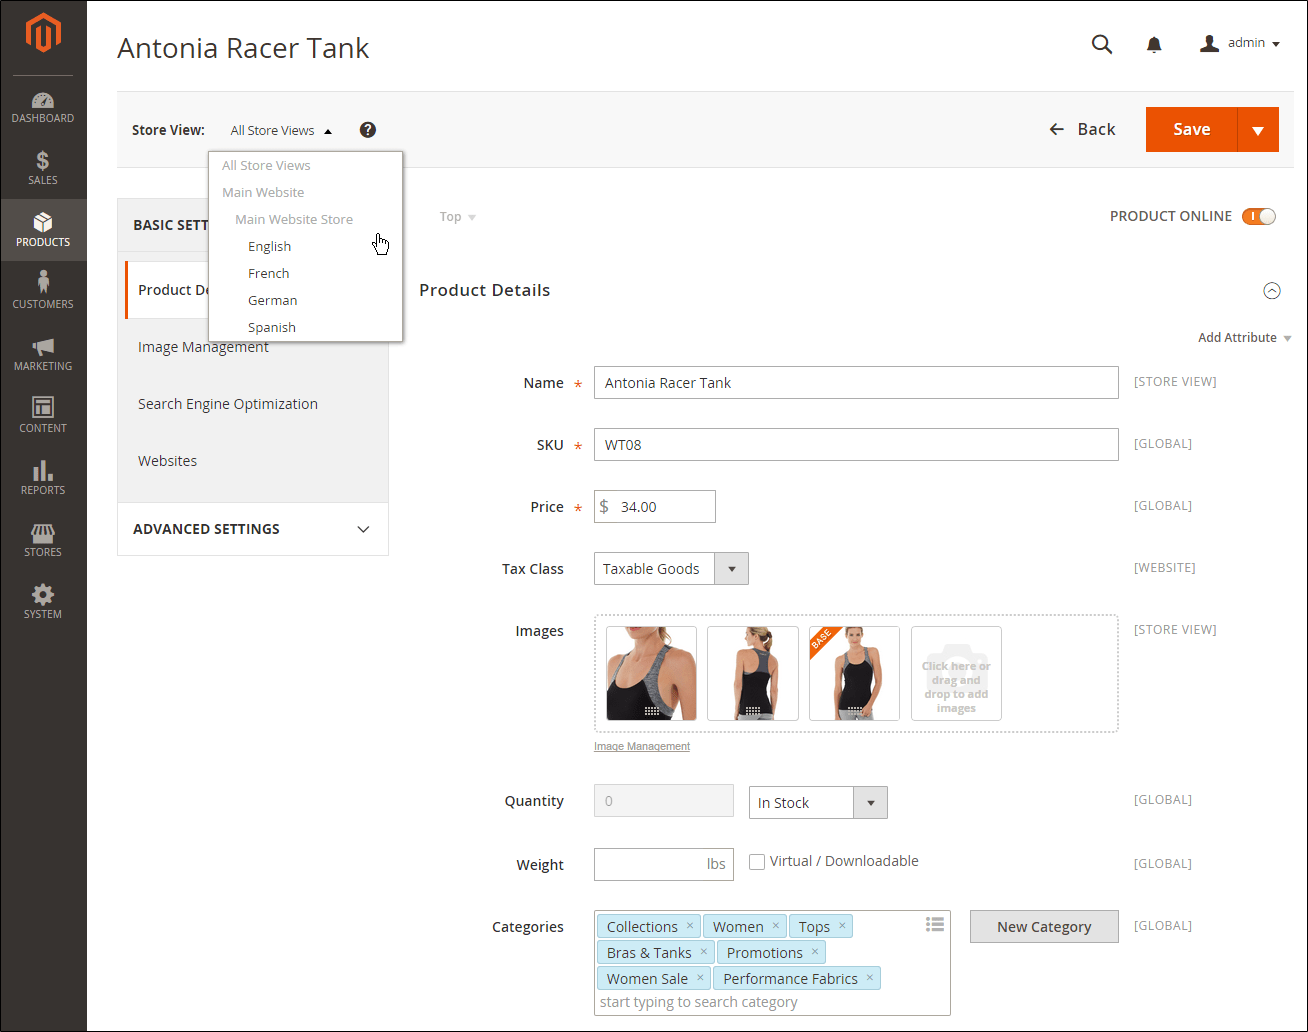 Antonia Racer Tank
admin
DASHBOARD
SALES
PRODUCTS
CUSTOMERS
MARKETING
CONTENT
REPORTS
STORES
SYSTEM
Store View: All Store Views ?
Back Save
All Store Views
Main Website
Main Website Store
English
French
German
Spanish
BASIC SETT
Product De
Image Management
Search Engine Optimization
Websites
ADVANCED SETTINGS
Top
PRODUCT ONLINE
Product Details
Add Attribute
Name * Antonia Racer Tank [STORE VIEW]
SKU * WT08 [GLOBAL]
Price * $ 34.00 [GLOBAL]
Tax Class Taxable Goods [WEBSITE]
Images [STORE VIEW]
BASE
Click here or
drag and
drop to add
images
Image Management
Quantity 0 In Stock [GLOBAL]
Weight lbs Virtual / Downloadable [GLOBAL]
Categories Collections × Women × Tops × New Category [GLOBAL]
Bras & Tanks × Promotions ×
Women Sale × Performance Fabrics ×
start typing to search category